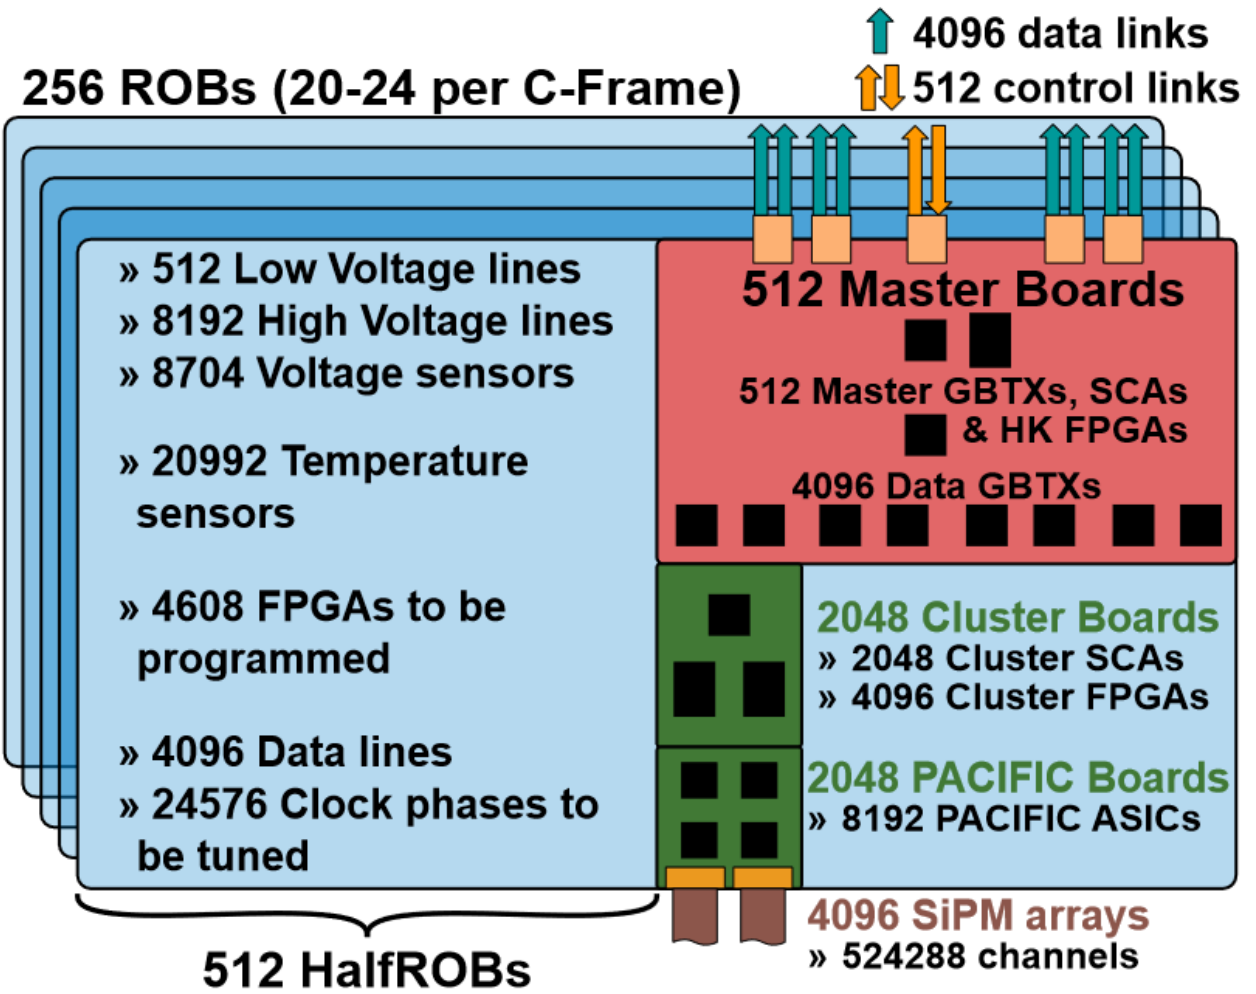 4096 data links
512 control links
256 ROBs (20-24 per C-Frame)
» 512 Low Voltage lines
» 8192 High Voltage lines
» 8704 Voltage sensors
» 20992 Temperature
sensors
» 4608 FPGAs to be
programmed
» 4096 Data lines
» 24576 Clock phases to
be tuned
512 HalfROBs
512 Master Boards
512 Master GBTXs, SCAs
& HK FPGAs
4096 Data GBTXs
2048 Cluster Boards
» 2048 Cluster SCAs
» 4096 Cluster FPGAs
2048 PACIFIC Boards
» 8192 PACIFIC ASICs
4096 SiPM arrays
» 524288 channels